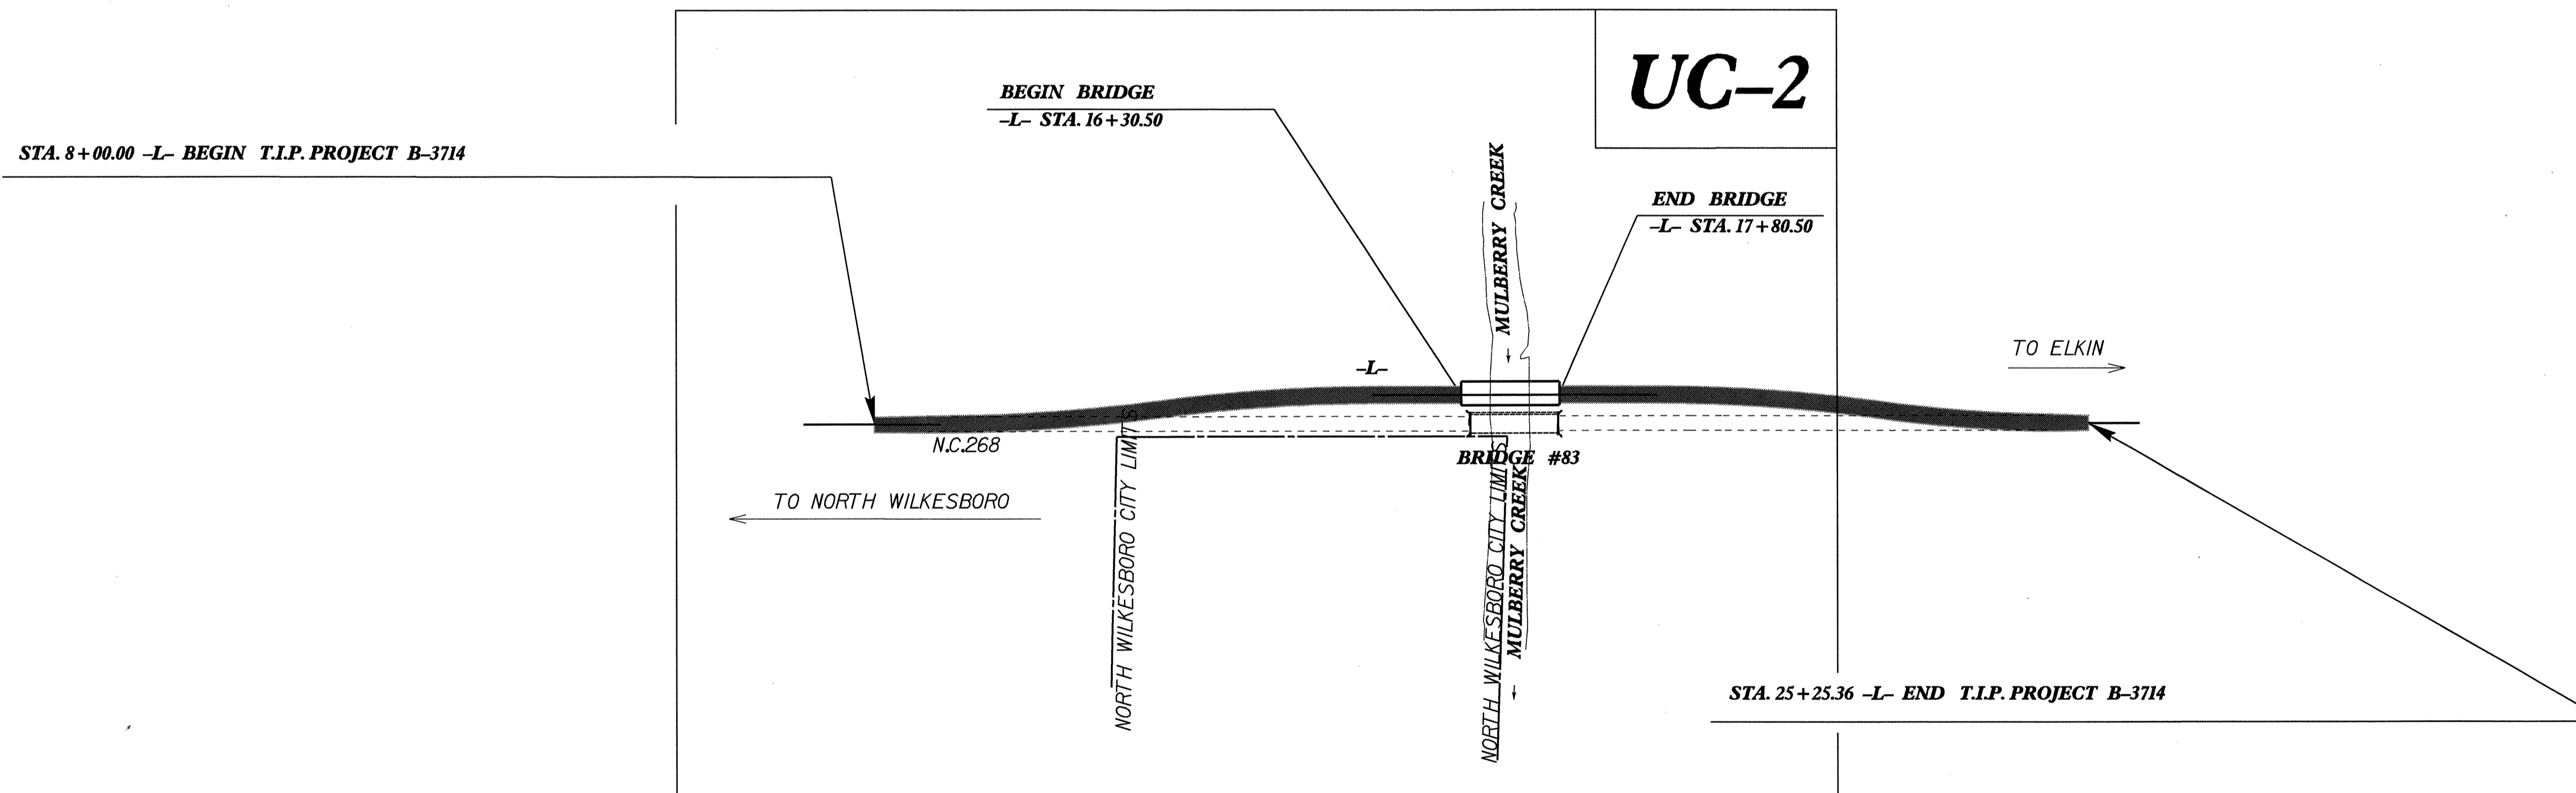 UC–2
BEGIN BRIDGE
–L– STA. 16+30.50
STA. 8+00.00 –L– BEGIN T.I.P. PROJECT B–3714
MULBERRY CREEK
END BRIDGE
–L– STA. 17+80.50
TO ELKIN
–L–
N.C.268
BRIDGE #83
TO NORTH WILKESBORO
NORTH WILKESBORO CITY LIMITS
NORTH WILKESBORO CITY LIMITS
MULBERRY CREEK
STA. 25+25.36 –L– END T.I.P. PROJECT B–3714